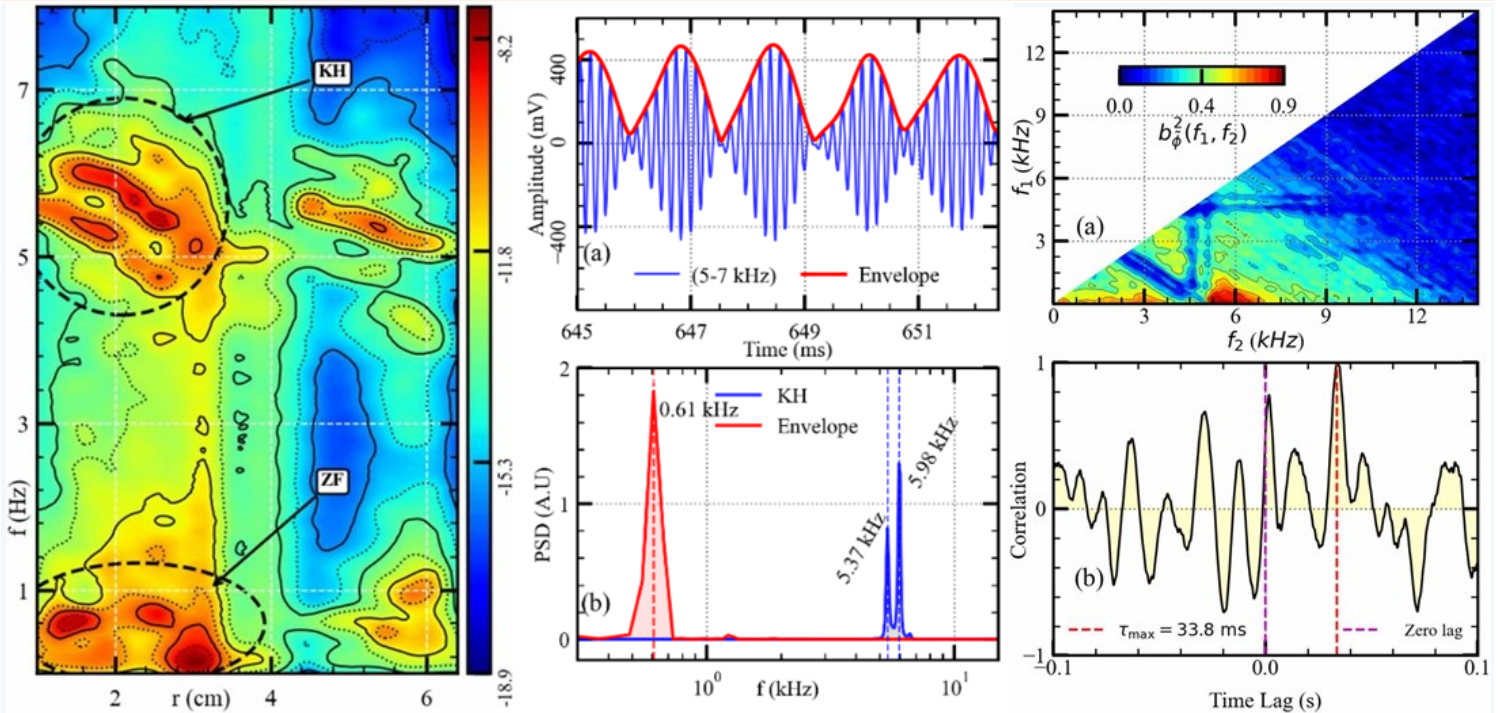 KH
ZF
7
5
3
1
f (Hz)
2
4
6
r (cm)
-8.2
-11.8
-15.3
-18.9
400
0
−400
Amplitude (mV)
(a)
(5-7 kHz)
Envelope
645
647
649
651
Time (ms)
2
1
0
PSD (A.U)
0.61 kHz
KH
Envelope
5.37 kHz
5.98 kHz
(b)
10⁰
10¹
f (kHz)
12
9
6
3
f₁ (kHz)
0.0 0.4 0.9
b²ᵩ(f₁, f₂)
(a)
0
3
6
9
12
f₂ (kHz)
1
0
−1
Correlation
(b)
τmax = 33.8 ms
Zero lag
−0.1
0.0
0.1
Time Lag (s)